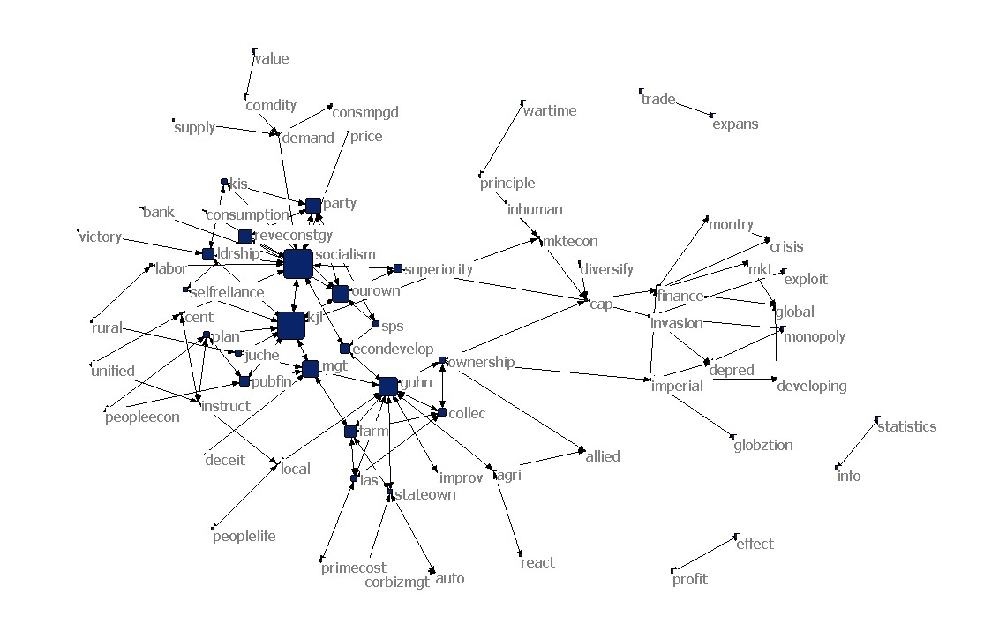 value
trade
comdity
consmpgd
wartime
expans
supply
demand
price
kis
principle
party
bank
consumption
inhuman
montry
victory
reveconstgy
mktecon
crisis
ldrship
socialism
labor
superiority
diversify
mkt
exploit
selfreliance
ourown
finance
cap
cent
kjl
global
rural
plan
sps
invasion
monopoly
juche
econdevelop
unified
mgt
ownership
depred
pubfin
guhn
imperial
developing
peopleecon
instruct
collec
farm
globztion
statistics
deceit
local
allied
ias
improv
agri
info
stateown
peoplelife
effect
primecost
react
corbizmgt
auto
profit